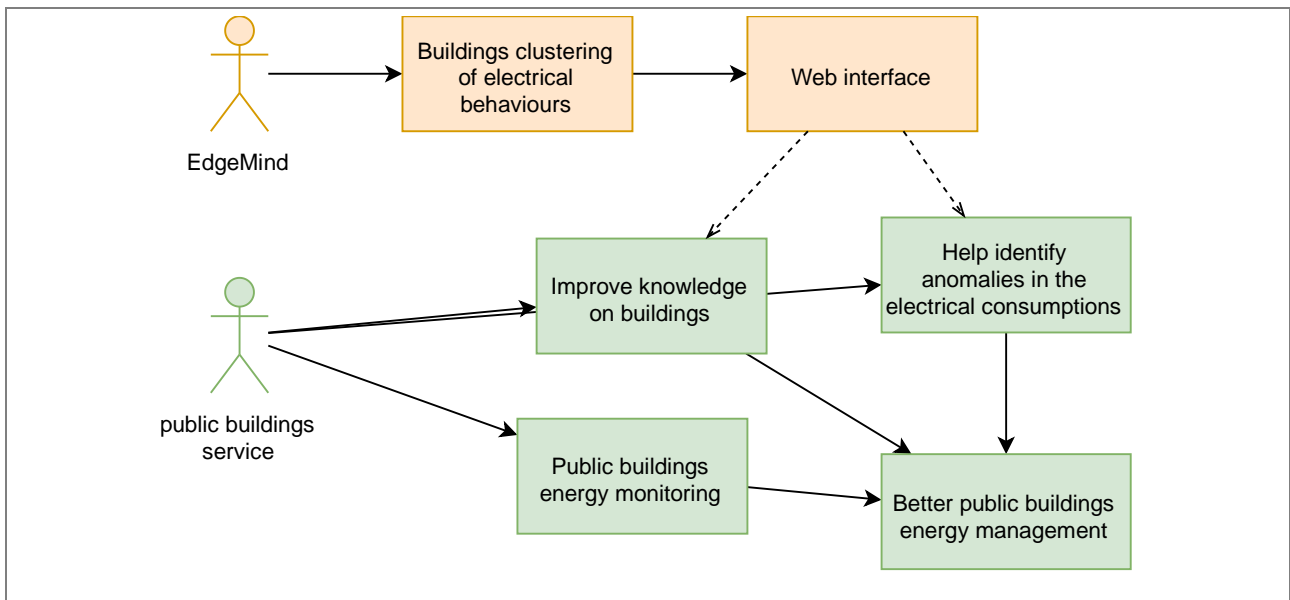 Buildings clustering
of electrical
behaviours
Web interface
EdgeMind
Improve knowledge
on buildings
Help identify
anomalies in the
electrical consumptions
public buildings
service
Public buildings
energy monitoring
Better public buildings
energy management